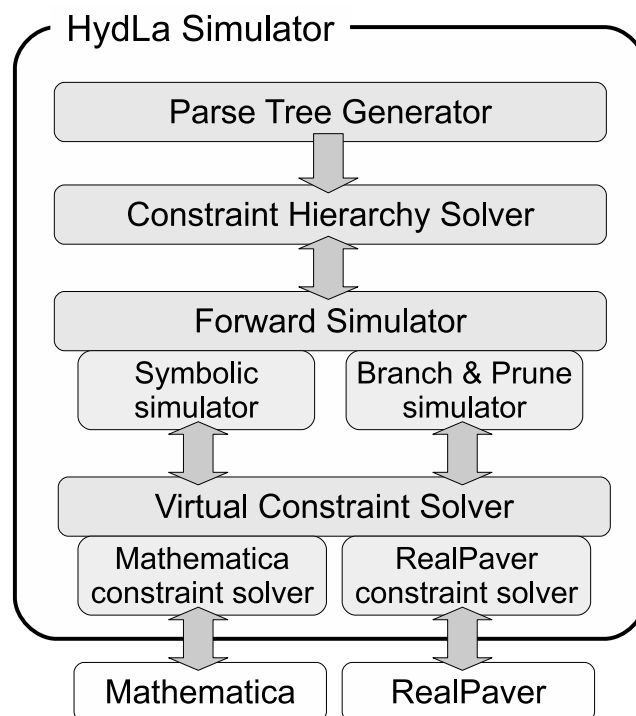 HydLa Simulator
Parse Tree Generator
Constraint Hierarchy Solver
Forward Simulator
Symbolic
simulator
Branch & Prune
simulator
Virtual Constraint Solver
Mathematica
constraint solver
RealPaver
constraint solver
Mathematica
RealPaver